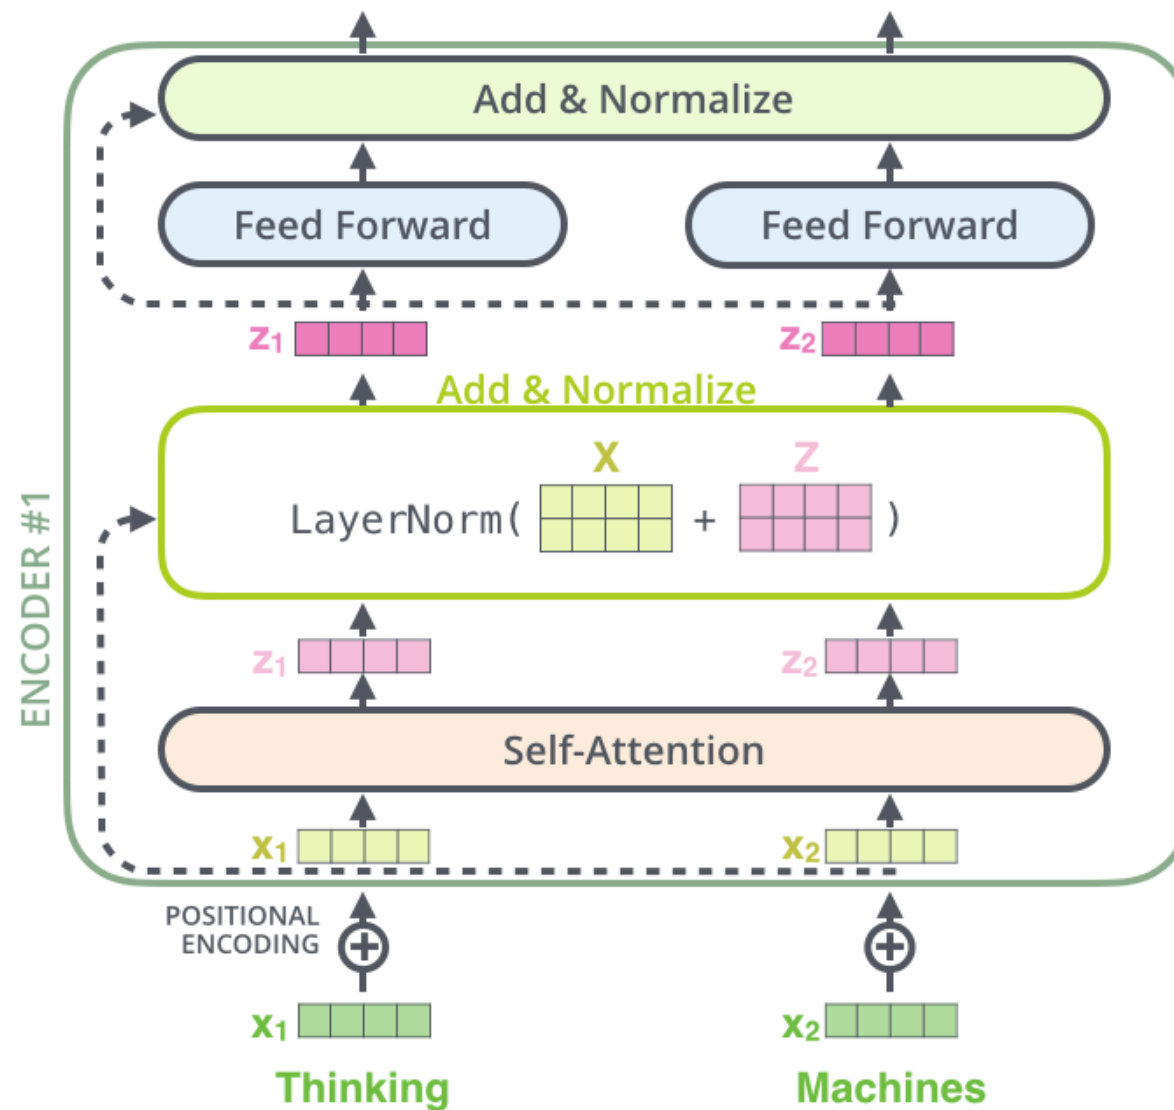 Add & Normalize
Feed Forward Feed Forward
z1 z2
Add & Normalize
X Z
LayerNorm( + )
ENCODER #1
z1 z2
Self-Attention
x1 x2
POSITIONAL
ENCODING
x1 x2
Thinking Machines